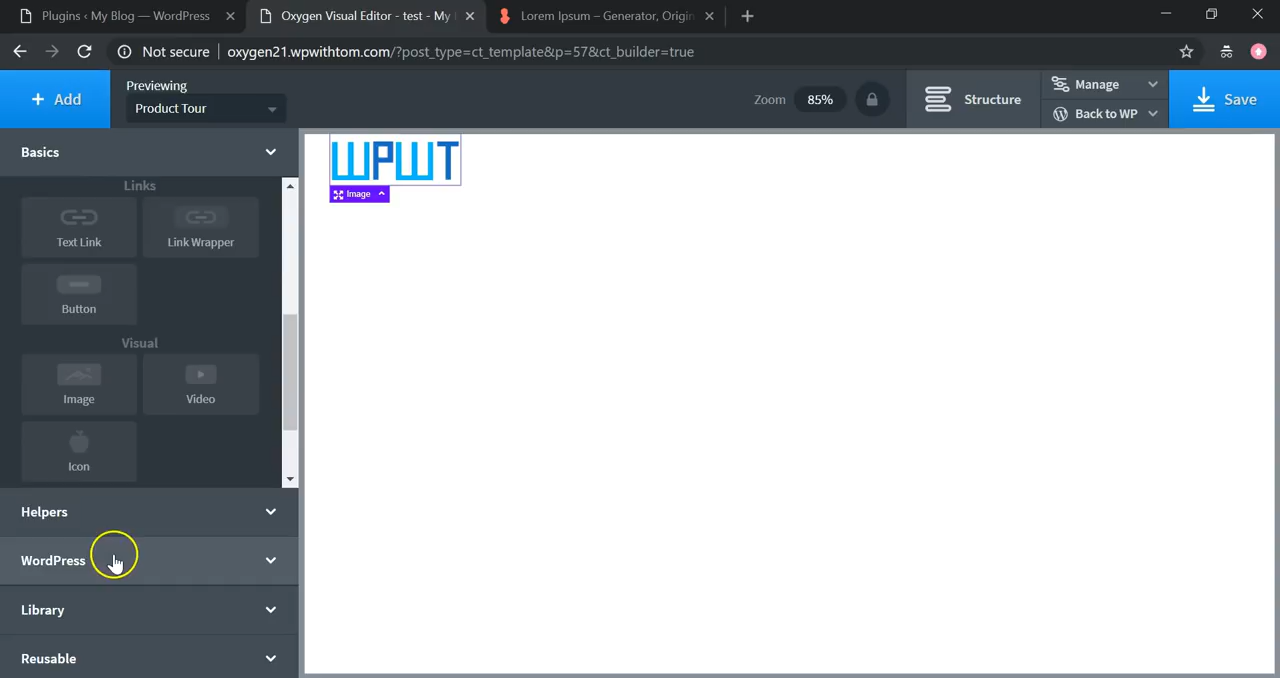 Plugins ‹ My Blog — WordPress
Oxygen Visual Editor - test - My
Lorem Ipsum – Generator, Origin
Not secure
oxygen21.wpwithtom.com/?post_type=ct_template&p=57&ct_builder=true
+ Add
Previewing
Product Tour
Zoom
85%
Structure
Manage
Back to WP
Save
Basics
Links
Text Link
Link Wrapper
Button
Visual
Image
Video
Icon
Helpers
WordPress
Library
Reusable
WPWT
Image